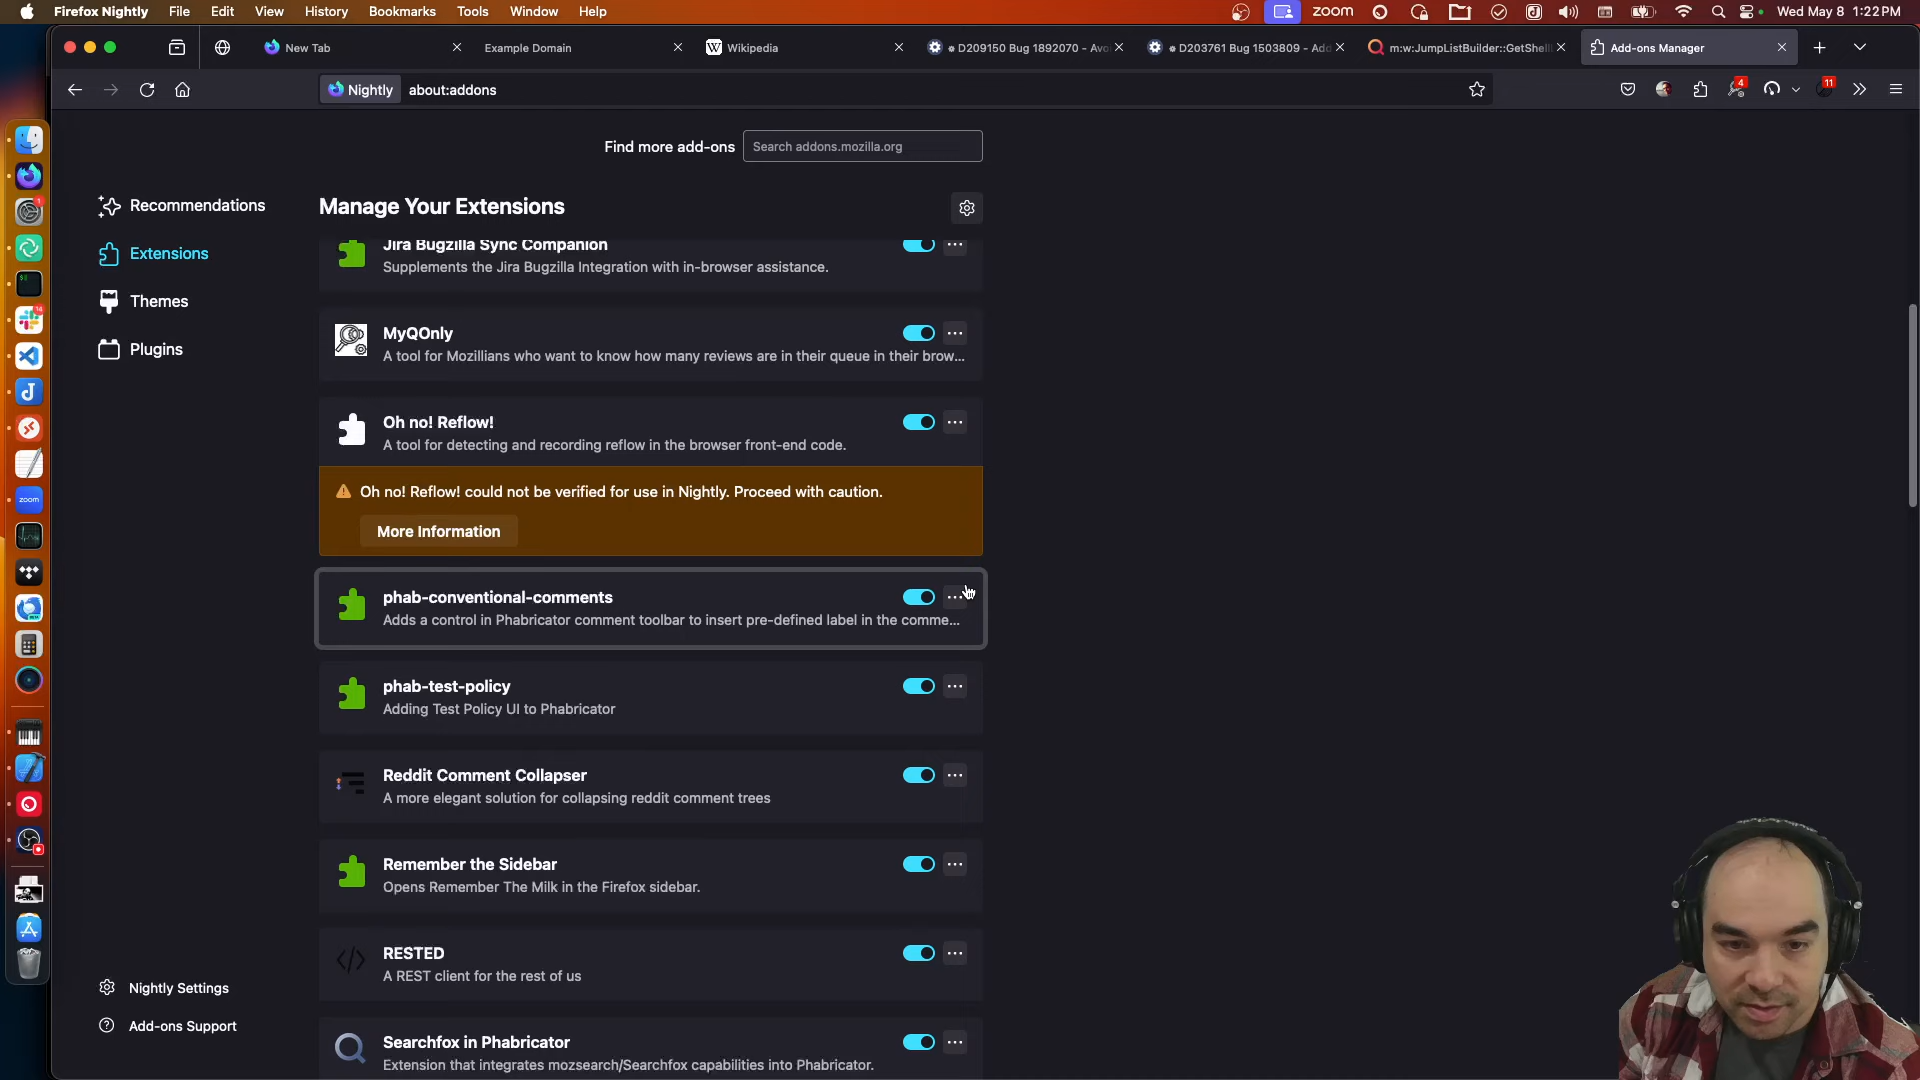 Firefox Nightly File Edit View History Bookmarks Tools Window Help
zoom
Wed May 8 1:22 PM
New Tab
Example Domain
W Wikipedia
D209150 Bug 1892070 - Avo
D203761 Bug 1503809 - Add
m:w:JumpListBuilder::GetShell
Add-ons Manager
Nightly about:addons
4
11
Find more add-ons Search addons.mozilla.org
Recommendations
Extensions
Themes
Plugins
Manage Your Extensions
Jira Bugzilla Sync Companion
Supplements the Jira Bugzilla Integration with in-browser assistance.
MyQOnly
A tool for Mozillians who want to know how many reviews are in their queue in their brow...
Oh no! Reflow!
A tool for detecting and recording reflow in the browser front-end code.
Oh no! Reflow! could not be verified for use in Nightly. Proceed with caution.
More Information
phab-conventional-comments
Adds a control in Phabricator comment toolbar to insert pre-defined label in the comme...
phab-test-policy
Adding Test Policy UI to Phabricator
Reddit Comment Collapser
A more elegant solution for collapsing reddit comment trees
Remember the Sidebar
Opens Remember The Milk in the Firefox sidebar.
RESTED
A REST client for the rest of us
Searchfox in Phabricator
Extension that integrates mozsearch/Searchfox capabilities into Phabricator.
Nightly Settings
Add-ons Support
zoom